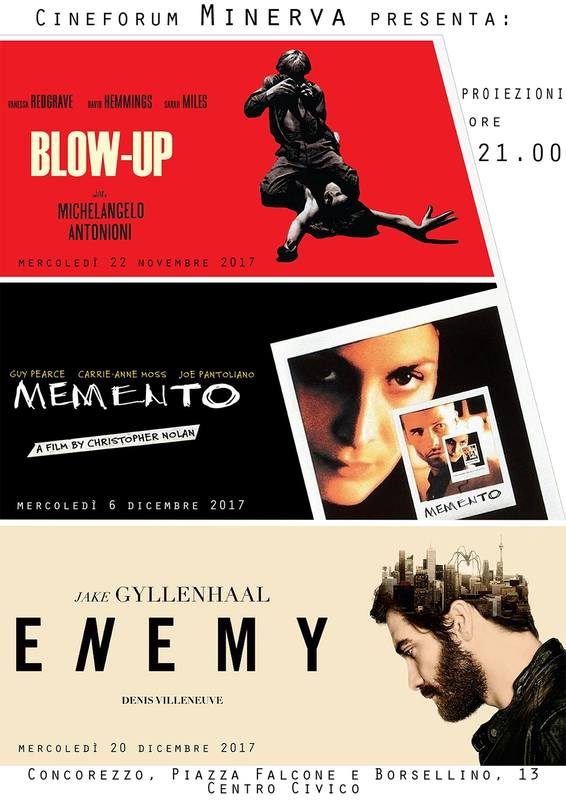 Cineforum Minerva presenta:
PROIEZIONI
ORE
21.00
VANESSA REDGRAVE DAVID HEMMINGS SARAH MILES
BLOW-UP
MICHELANGELO
ANTONIONI
MERCOLEDÌ 22 NOVEMBRE 2017
GUY PEARCE CARRIE-ANNE MOSS JOE PANTOLIANO
MEMENTO
A FILM BY CHRISTOPHER NOLAN
MEMENTO
MERCOLEDÌ 6 DICEMBRE 2017
JAKE GYLLENHAAL
ENEMY
DENIS VILLENEUVE
MERCOLEDÌ 20 DICEMBRE 2017
Concorezzo, Piazza Falcone e Borsellino, 13
Centro Civico